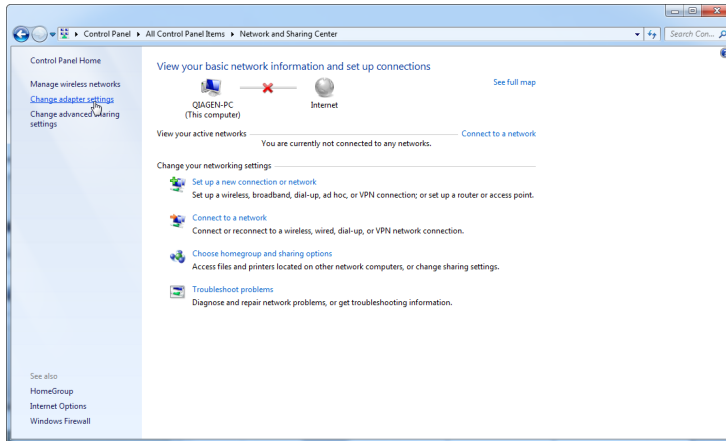 Control Panel
All Control Panel Items
Network and Sharing Center
Search Con...
Control Panel Home
Manage wireless networks
Change adapter settings
Change advanced sharing
settings
View your basic network information and set up connections
See full map
QIAGEN-PC
(This computer)
Internet
View your active networks
Connect to a network
You are currently not connected to any networks.
Change your networking settings
Set up a new connection or network
Set up a wireless, broadband, dial-up, ad hoc, or VPN connection; or set up a router or access point.
Connect to a network
Connect or reconnect to a wireless, wired, dial-up, or VPN network connection.
Choose homegroup and sharing options
Access files and printers located on other network computers, or change sharing settings.
Troubleshoot problems
Diagnose and repair network problems, or get troubleshooting information.
See also
HomeGroup
Internet Options
Windows Firewall